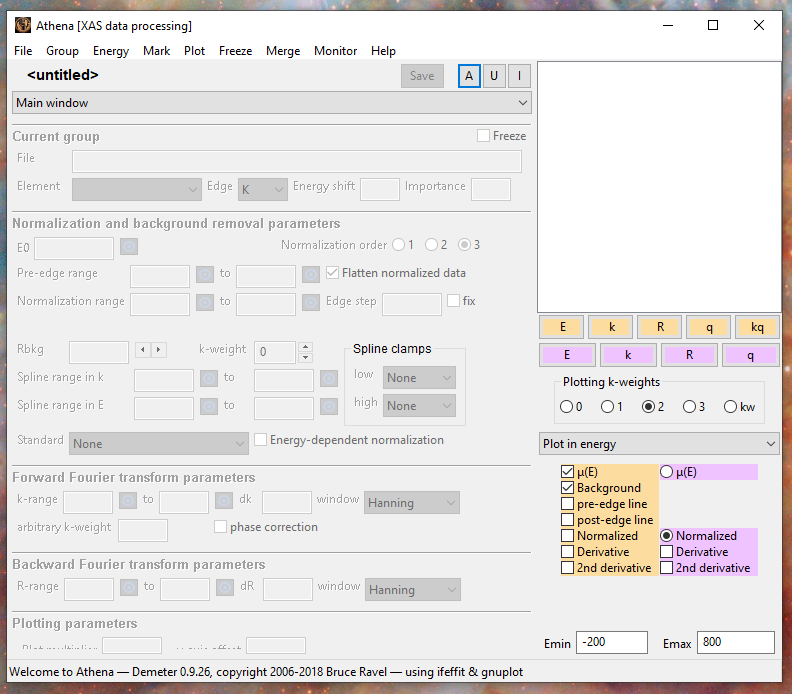 Athena [XAS data processing]
File Group Energy Mark Plot Freeze Merge Monitor Help
<untitled>
Save A U I
Main window
Current group
Freeze
File
Element Edge K Energy shift Importance
Normalization and background removal parameters
E0 Normalization order 1 2 3
Pre-edge range to Flatten normalized data
Normalization range to Edge step fix
Rbkg k-weight 0
Spline clamps
Spline range in k to low None
Spline range in E to high None
Standard None Energy-dependent normalization
Forward Fourier transform parameters
k-range to dk window Hanning
arbitrary k-weight phase correction
Backward Fourier transform parameters
R-range to dR window Hanning
Plotting parameters
Plot multiplier y-axis offset
E k R q kq
E k R q
Plotting k-weights
0 1 2 3 kw
Plot in energy
μ(E) μ(E)
Background
pre-edge line
post-edge line
Normalized Normalized
Derivative Derivative
2nd derivative 2nd derivative
Emin -200 Emax 800
Welcome to Athena — Demeter 0.9.26, copyright 2006-2018 Bruce Ravel — using ifeffit & gnuplot